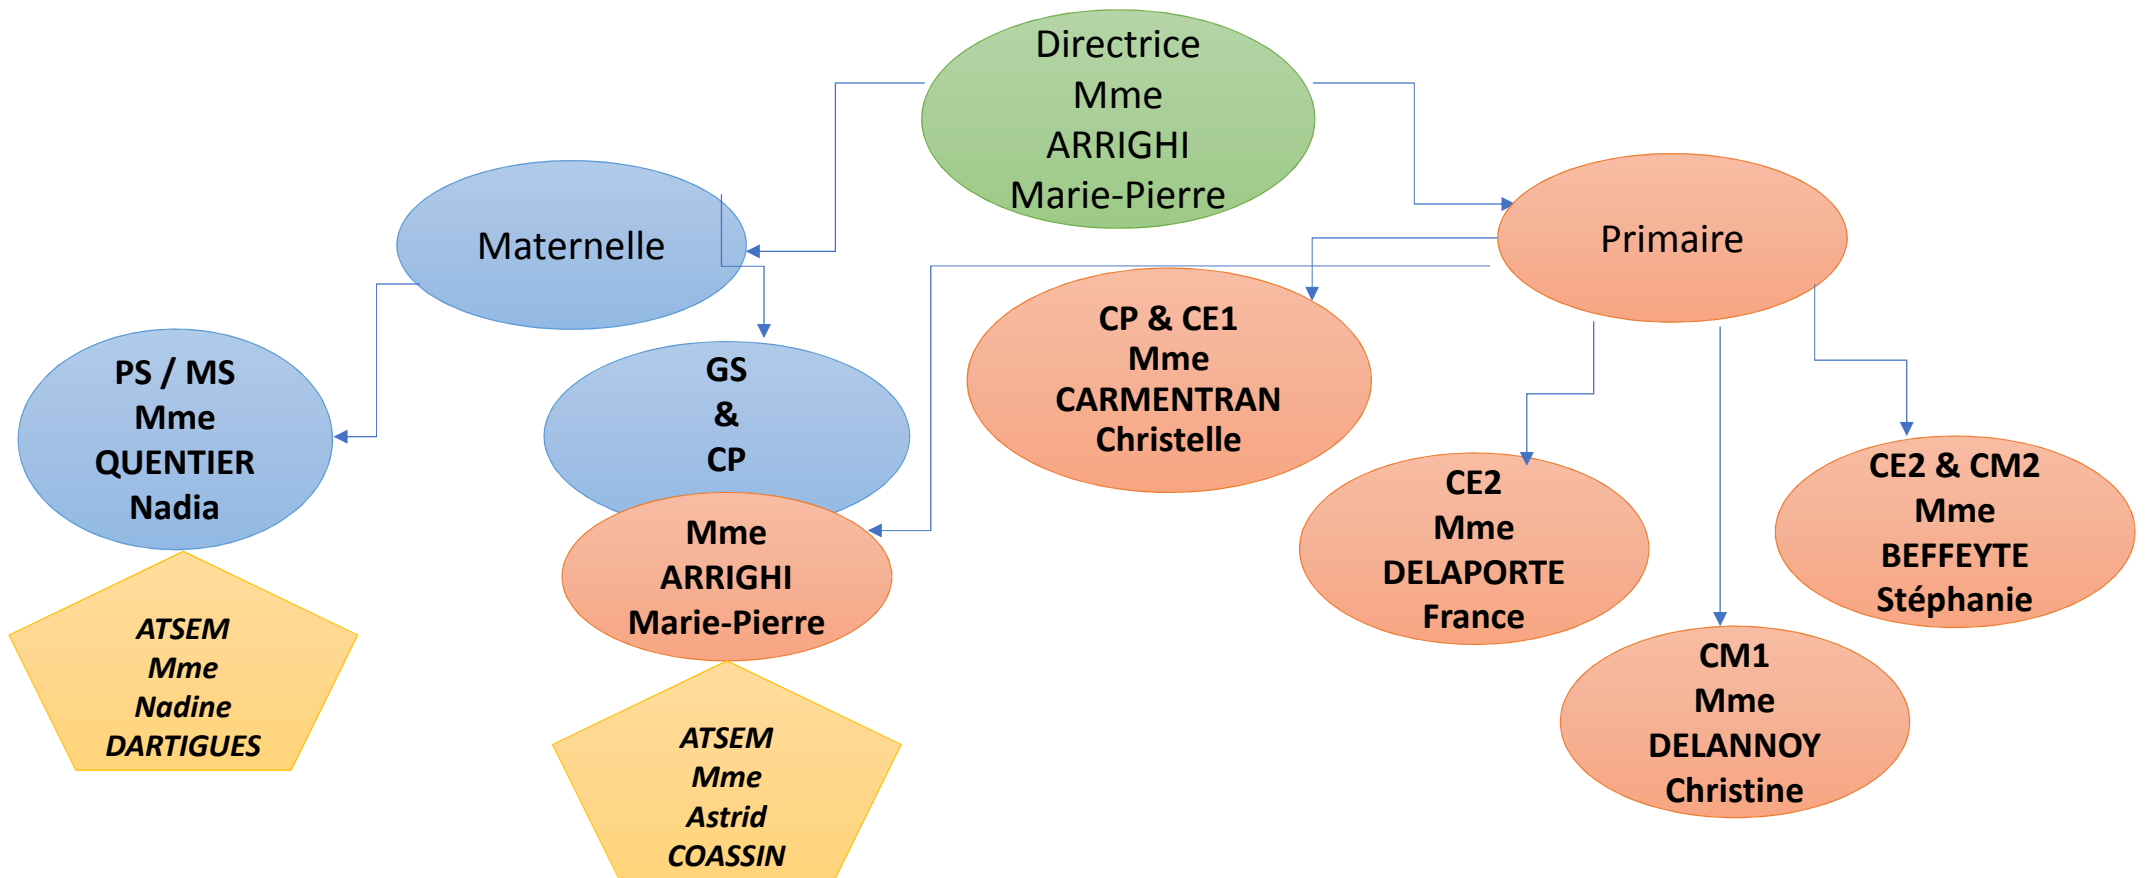 Directrice
Mme
ARRIGHI
Marie-Pierre
Maternelle
Primaire
PS / MS
Mme
QUENTIER
Nadia
GS
&
CP
Mme
ARRIGHI
Marie-Pierre
CP & CE1
Mme
CARMENTRAN
Christelle
CE2
Mme
DELAPORTE
France
CE2 & CM2
Mme
BEFFEYTE
Stéphanie
CM1
Mme
DELANNOY
Christine
ATSEM
Mme
Nadine
DARTIGUES
ATSEM
Mme
Astrid
COASSIN